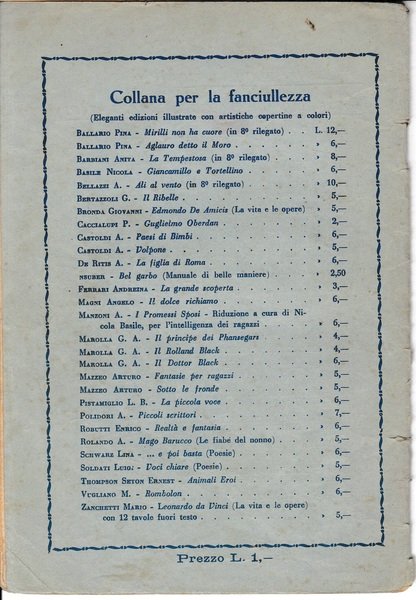 Collana per la fanciullezza
(Eleganti edizioni illustrate con artistiche copertine a colori)
BALLARIO PINA - Mirilli non ha cuore (in 8º rilegato) . . L. 12,—
BALLARIO PINA - Aglauro detto il Moro . . . . . . » 6,—
BARBIANI ANITA - La Tempestosa (in 8º rilegato) . . . . » 8,—
BASILE NICOLA - Giancamillo e Tortellino . . . . . . » 6,—
BELLAZZI A. - Ali al vento (in 8º rilegato) . . . . . » 10,—
BERTAZZOLI G. - Il Ribelle . . . . . . . . . » 5,—
BRONDA GIOVANNI - Edmondo De Amicis (La vita e le opere) » 5,—
CACCIALUPI P. - Guglielmo Oberdan . . . . . . . » 2,—
CASTOLDI A. - Paesi di Bimbi . . . . . . . . » 6,—
CASTOLDI A. - Volpone . . . . . . . . . . » 5,—
DE RITIS A. - La figlia di Roma . . . . . . . . » 6,—
NSUBER - Bel garbo (Manuale di belle maniere) . . . . » 2,50
FERRARI ANDREINA - La grande scoperta . . . . . . » 3,—
MAGNI ANGELO - Il dolce richiamo . . . . . . . » 6,—
MANZONI A. - I Promessi Sposi - Riduzione a cura di Ni-
cola Basile, per l'intelligenza dei ragazzi . . . . » 6,—
MAROLLA G. A. - Il principe dei Phansegars . . . . . » 4,—
MAROLLA G. A. - Il Rolland Black . . . . . . . » 4,—
MAROLLA G. A. - Il Dottor Black . . . . . . . » 6,—
MAZZEO ARTURO - Fantasie per ragazzi . . . . . . » 5,—
MAZZEO ARTURO - Sotto le fronde . . . . . . . . » 5,—
PISTAMIGLIO L. B. - La piccola voce . . . . . . . » 6,—
POLIDORI A. - Piccoli scrittori . . . . . . . . » 7,—
ROBUTTI ENRICO - Realtà e fantasia . . . . . . . » 6,—
ROLANDO A. - Mago Barucco (Le fiabe del nonno) . . . . » 5,—
SCHWARZ LINA - ... e poi basta (Poesie) . . . . . . » 6,—
SOLDATI LUIGI - Voci chiare (Poesie) . . . . . . . » 5,—
THOMPSON SETON ERNEST - Animali Eroi . . . . . . » 6,—
VUGLIANO M. - Rombolon . . . . . . . . . . » 6,—
ZANCHETTI MARIO - Leonardo da Vinci (La vita e le opere)
con 12 tavole fuori testo . . . . . . . . » 5,—
Prezzo L. 1,—